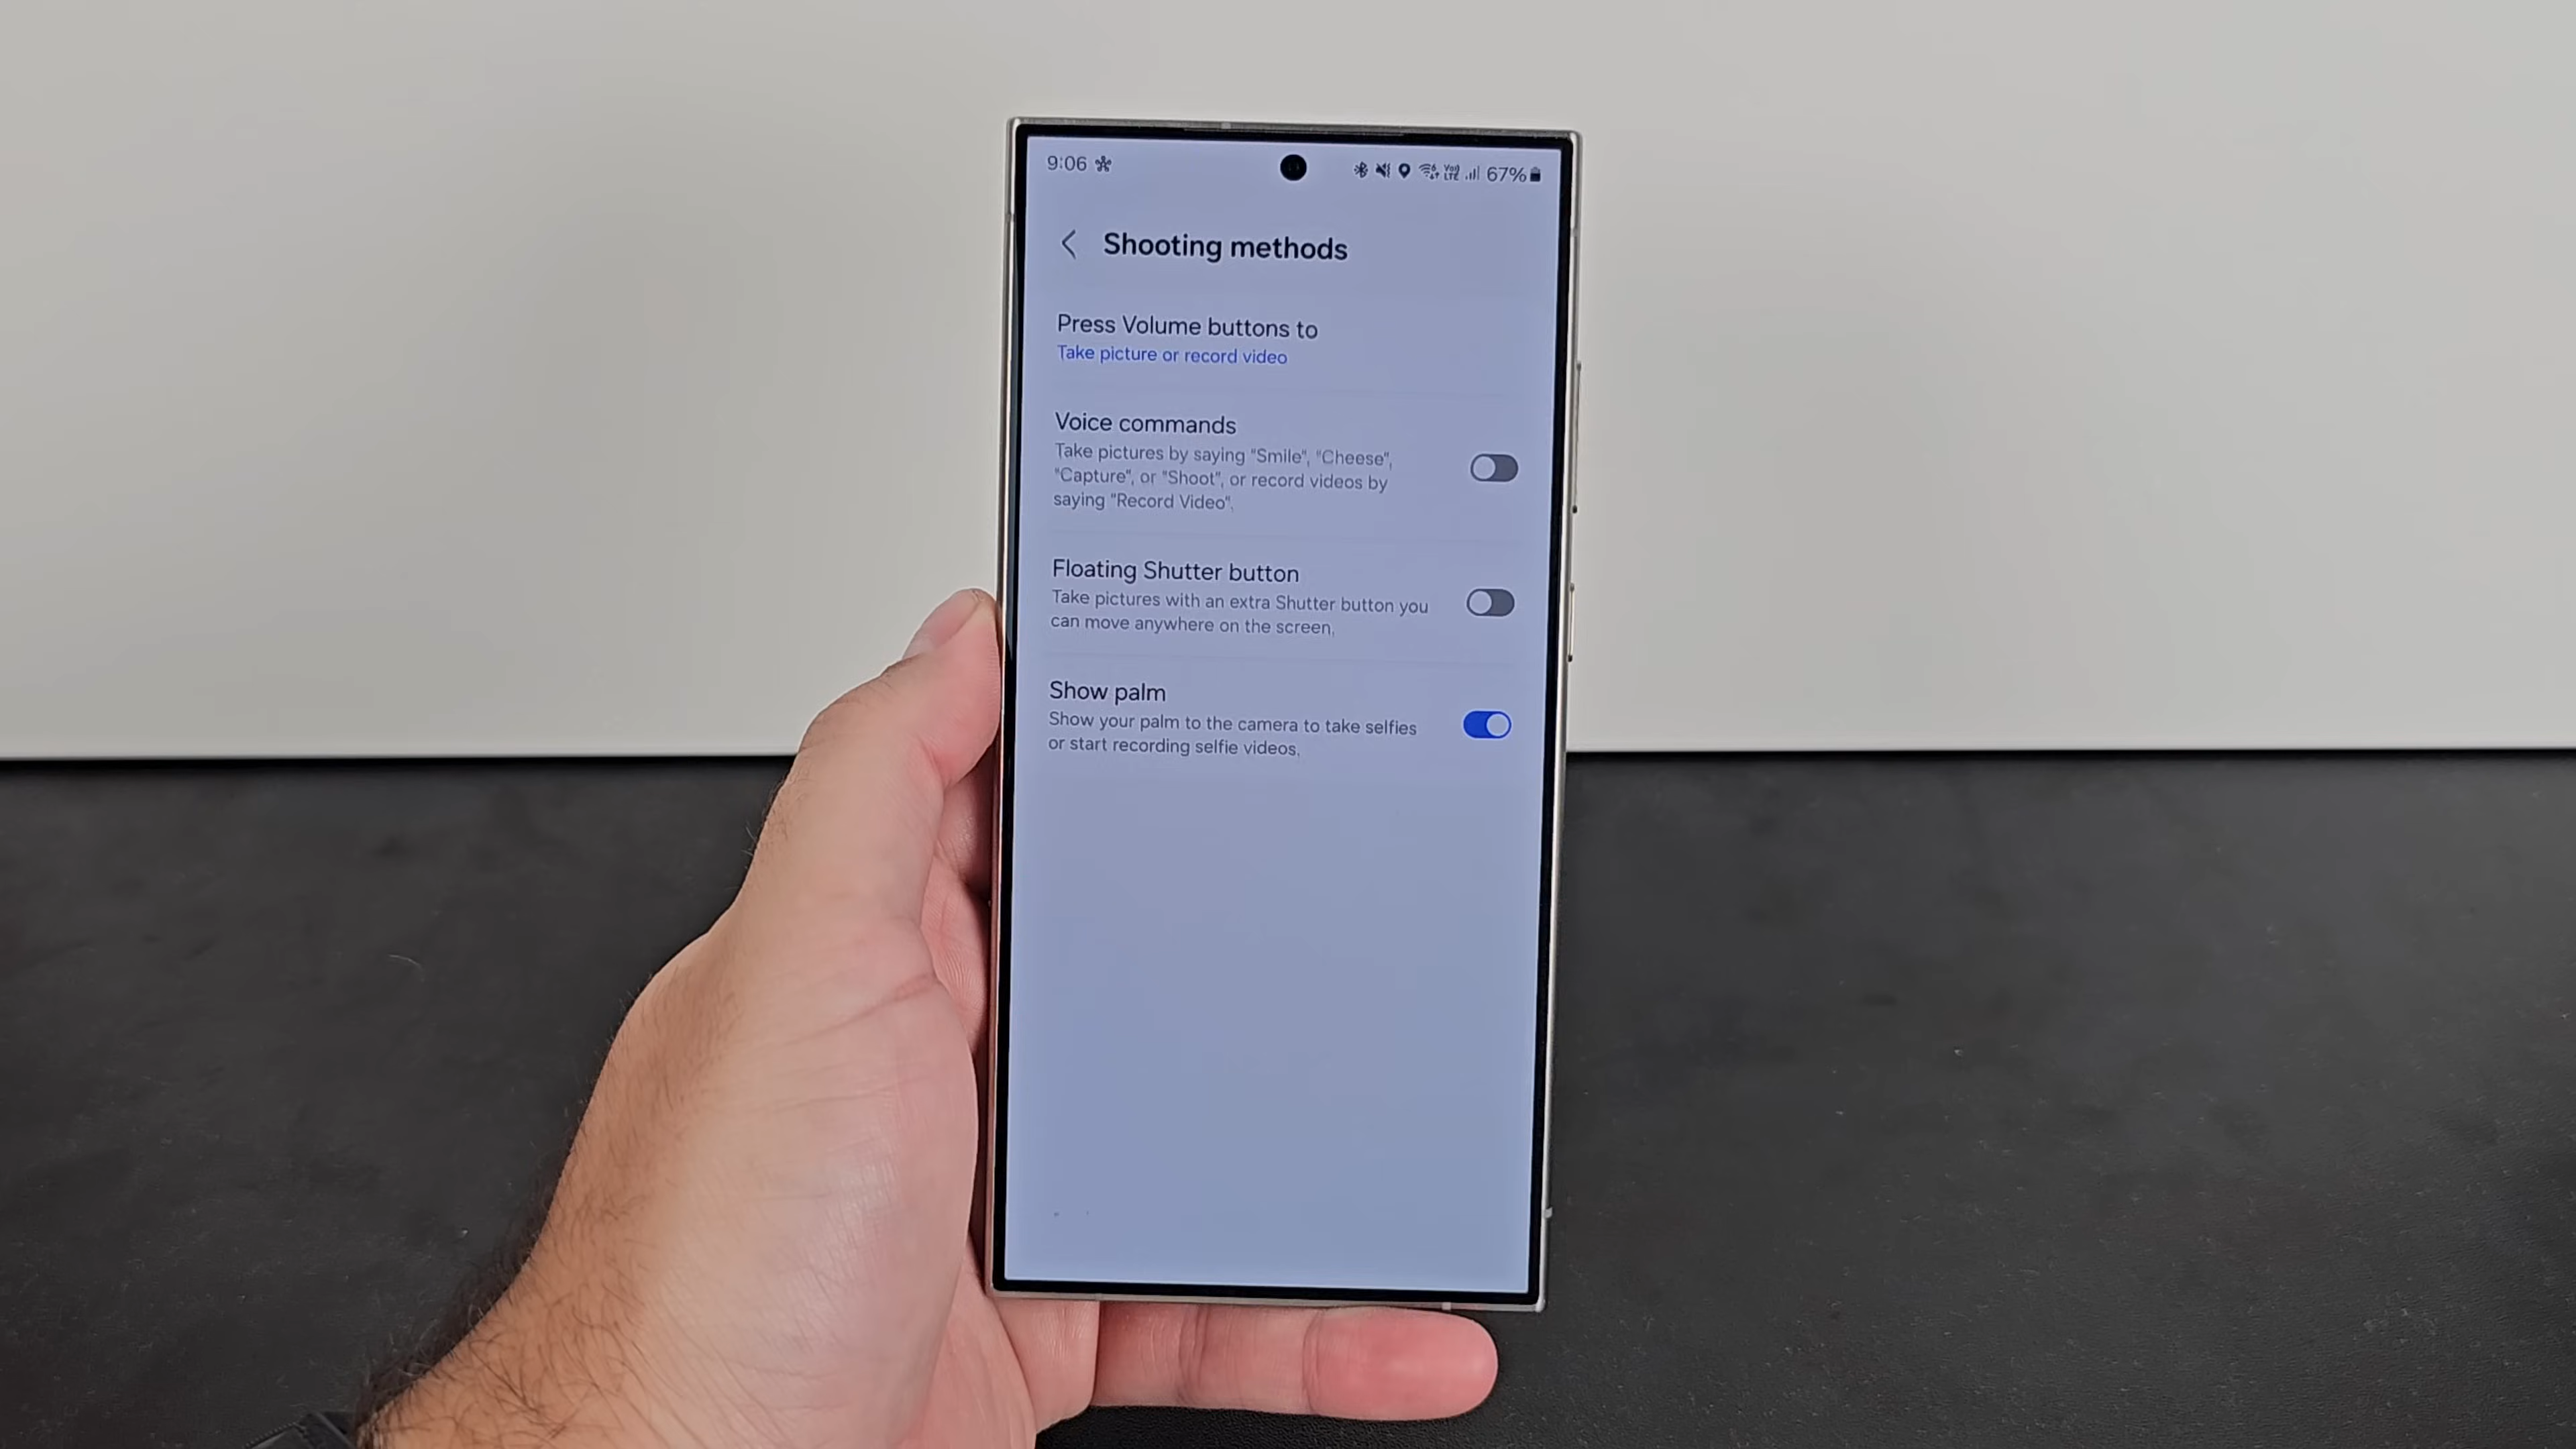 9:06
67%
Shooting methods
Press Volume buttons to
Take picture or record video
Voice commands
Take pictures by saying "Smile", "Cheese",
"Capture", or "Shoot", or record videos by
saying "Record Video".
Floating Shutter button
Take pictures with an extra Shutter button you
can move anywhere on the screen.
Show palm
Show your palm to the camera to take selfies
or start recording selfie videos.